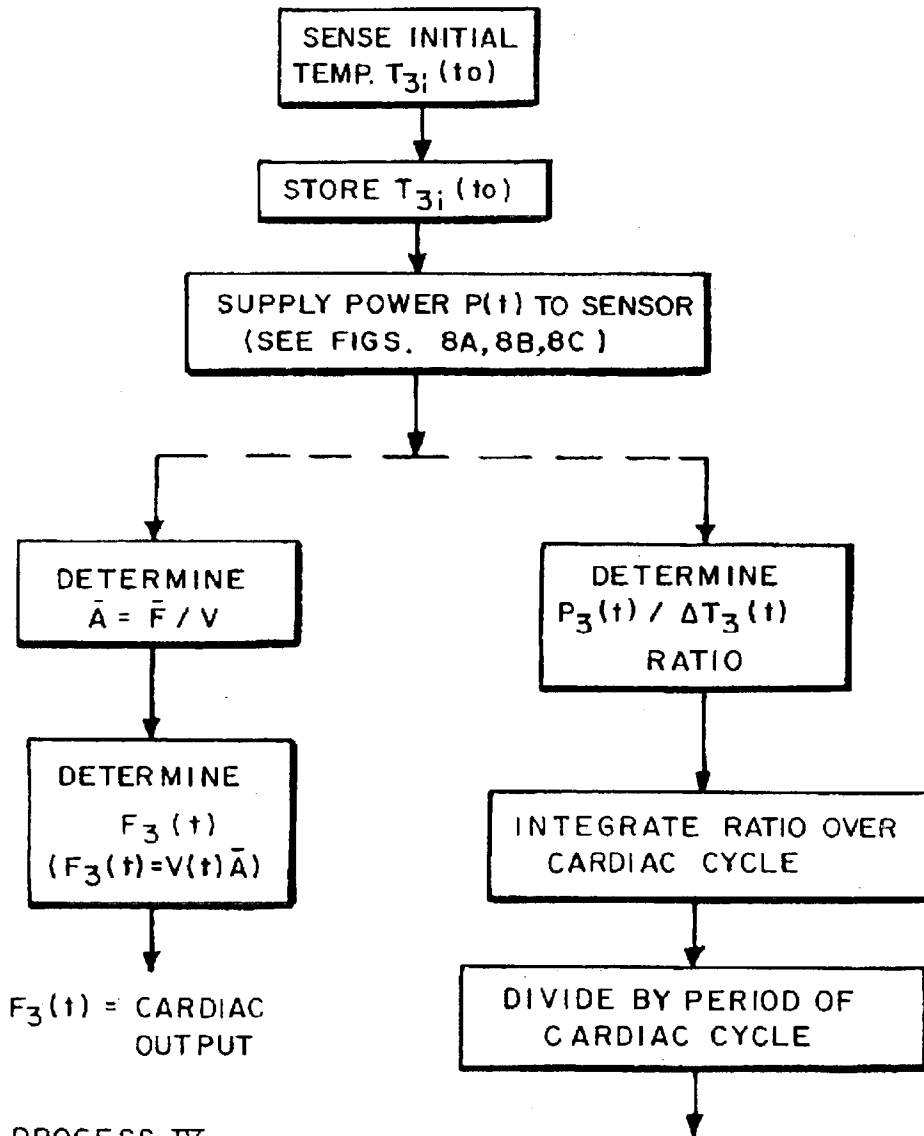 SENSE INITIAL
TEMP. T3i (to)
STORE T3i (to)
SUPPLY POWER P(t) TO SENSOR
(SEE FIGS. 8A, 8B, 8C )
DETERMINE
Ā = F̄ / V
DETERMINE
F3 (t)
(F3(t)=V(t)Ā)
F3(t) = CARDIAC
OUTPUT
DETERMINE
P3(t) / ΔT3(t)
RATIO
INTEGRATE RATIO OVER
CARDIAC CYCLE
DIVIDE BY PERIOD OF
CARDIAC CYCLE
PROCESS IV